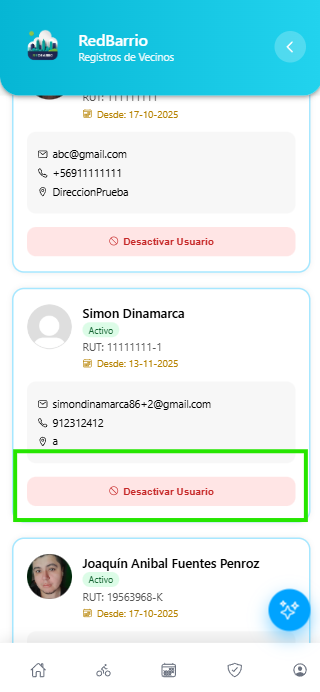 RedBarrio
Registros de Vecinos
RUT: 111111111
Desde: 17-10-2025
abc@gmail.com
+56911111111
DireccionPrueba
Desactivar Usuario
Simon Dinamarca
Activo
RUT: 11111111-1
Desde: 13-11-2025
simondinamarca86+2@gmail.com
912312412
a
Desactivar Usuario
Joaquín Anibal Fuentes Penroz
Activo
RUT: 19563968-K
Desde: 17-10-2025